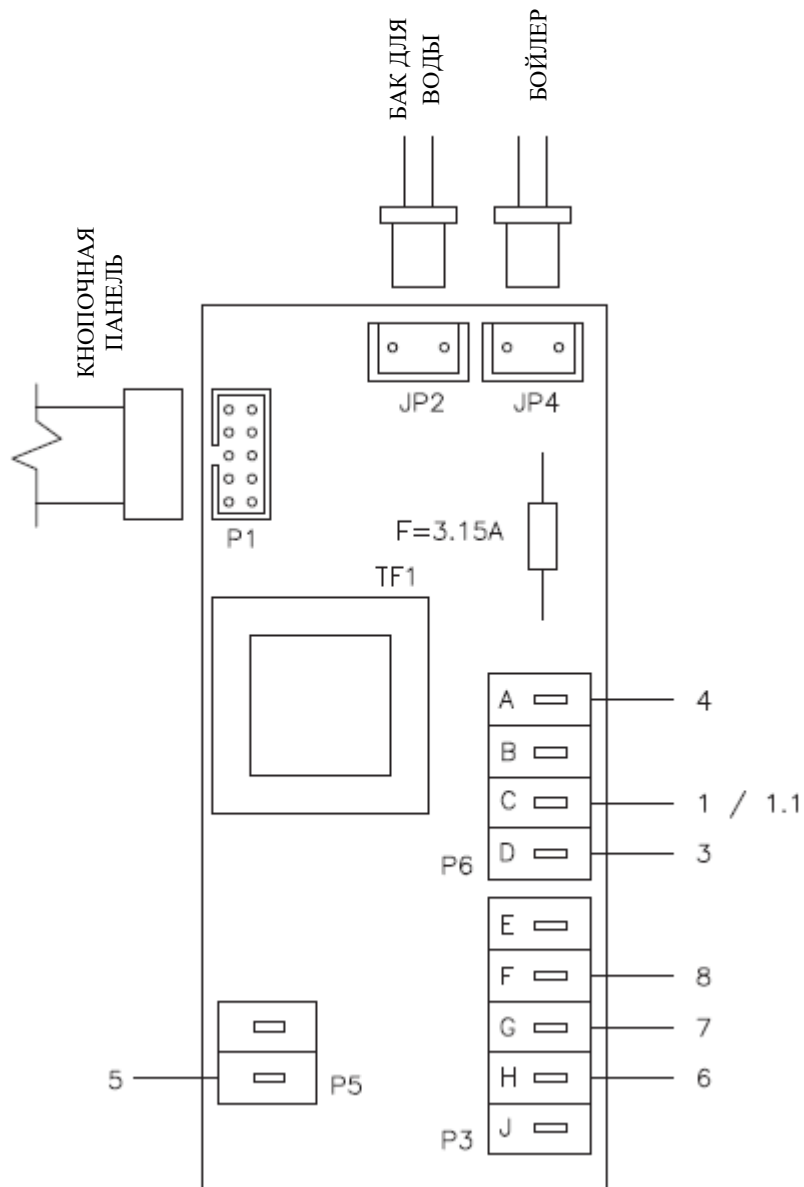 БАК ДЛЯ
ВОДЫ
БОЙЛЕР
КНОПОЧНАЯ
ПАНЕЛЬ
JP2
JP4
P1
F=3.15A
TF1
A
4
B
C
1 / 1.1
D
3
P6
E
F
8
G
7
H
6
J
P3
5
P5